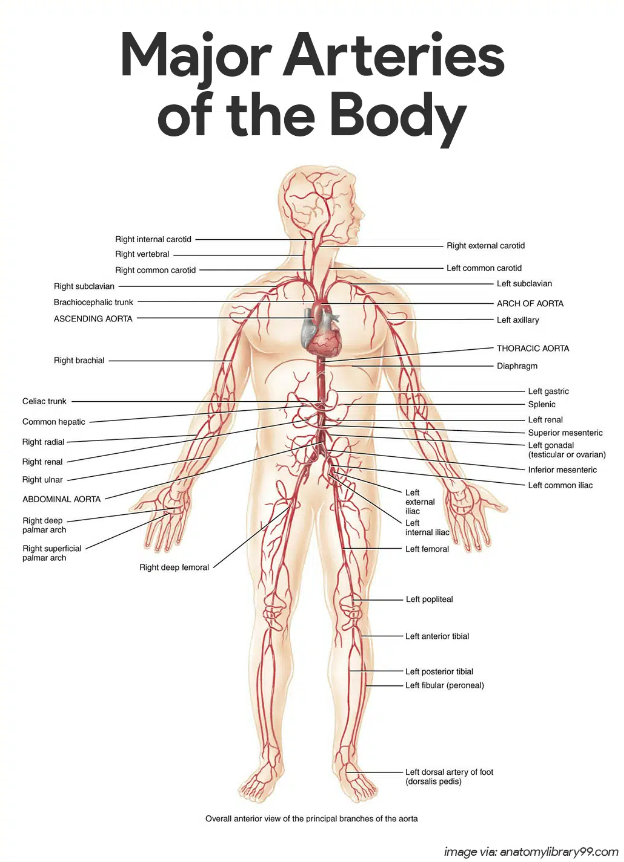 Major Arteries
of the Body
Right internal carotid
Right vertebral
Right common carotid
Right subclavian
Brachiocephalic trunk
ASCENDING AORTA
Right brachial
Celiac trunk
Common hepatic
Right radial
Right renal
Right ulnar
ABDOMINAL AORTA
Right deep
palmar arch
Right superficial
palmar arch
Right deep femoral
Right external carotid
Left common carotid
Left subclavian
ARCH OF AORTA
Left axillary
THORACIC AORTA
Diaphragm
Left gastric
Splenic
Left renal
Superior mesenteric
Left gonadal
(testicular or ovarian)
Inferior mesenteric
Left common iliac
Left
external
iliac
Left
internal iliac
Left femoral
Left popliteal
Left anterior tibial
Left posterior tibial
Left fibular (peroneal)
Left dorsal artery of foot
(dorsalis pedis)
Overall anterior view of the principal branches of the aorta
image via: anatomylibrary99.com